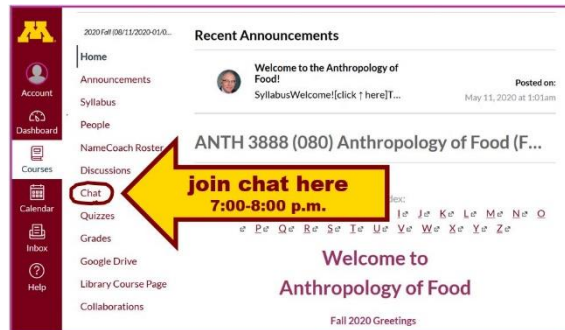 M
2020 Fall (08/11/2020-01/0...
Account
Dashboard
Courses
Calendar
Inbox
Help
Home
Announcements
Syllabus
People
NameCoach Roster
Discussions
Chat
Quizzes
Grades
Google Drive
Library Course Page
Collaborations
Recent Announcements
Welcome to the Anthropology of
Food!
SyllabusWelcome![click ↑ here]T...
Posted on:
May 11, 2020 at 1:01am
ANTH 3888 (080) Anthropology of Food (F...
join chat here
7:00-8:00 p.m.
dex:
I J K L M N O
P Q R S T U V W X Y Z
Welcome to
Anthropology of Food
Fall 2020 Greetings